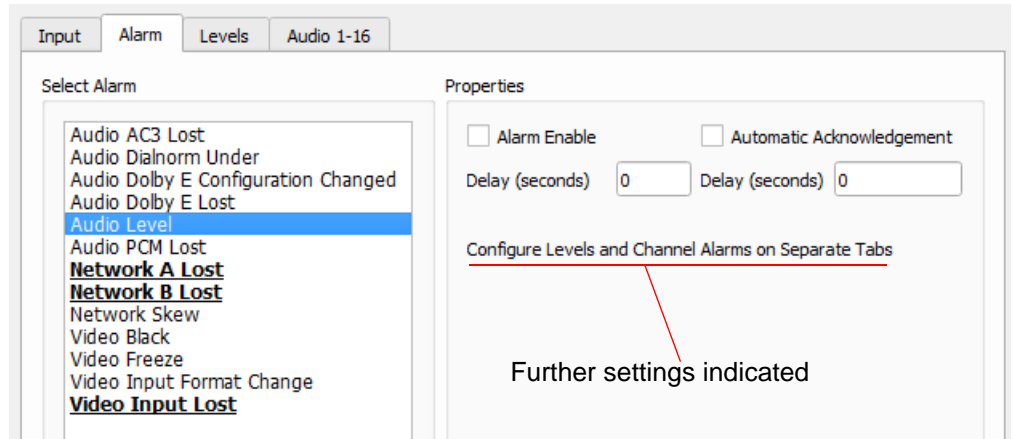 Input Alarm Levels Audio 1-16
Select Alarm
Audio AC3 Lost
Audio Dialnorm Under
Audio Dolby E Configuration Changed
Audio Dolby E Lost
Audio Level
Audio PCM Lost
Network A Lost
Network B Lost
Network Skew
Video Black
Video Freeze
Video Input Format Change
Video Input Lost
Properties
Alarm Enable Automatic Acknowledgement
Delay (seconds) 0 Delay (seconds) 0
Configure Levels and Channel Alarms on Separate Tabs
Further settings indicated